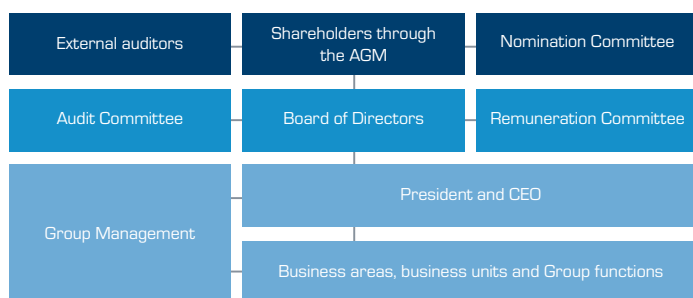 External auditors
Shareholders through
the AGM
Nomination Committee
Audit Committee
Board of Directors
Remuneration Committee
Group Management
President and CEO
Business areas, business units and Group functions